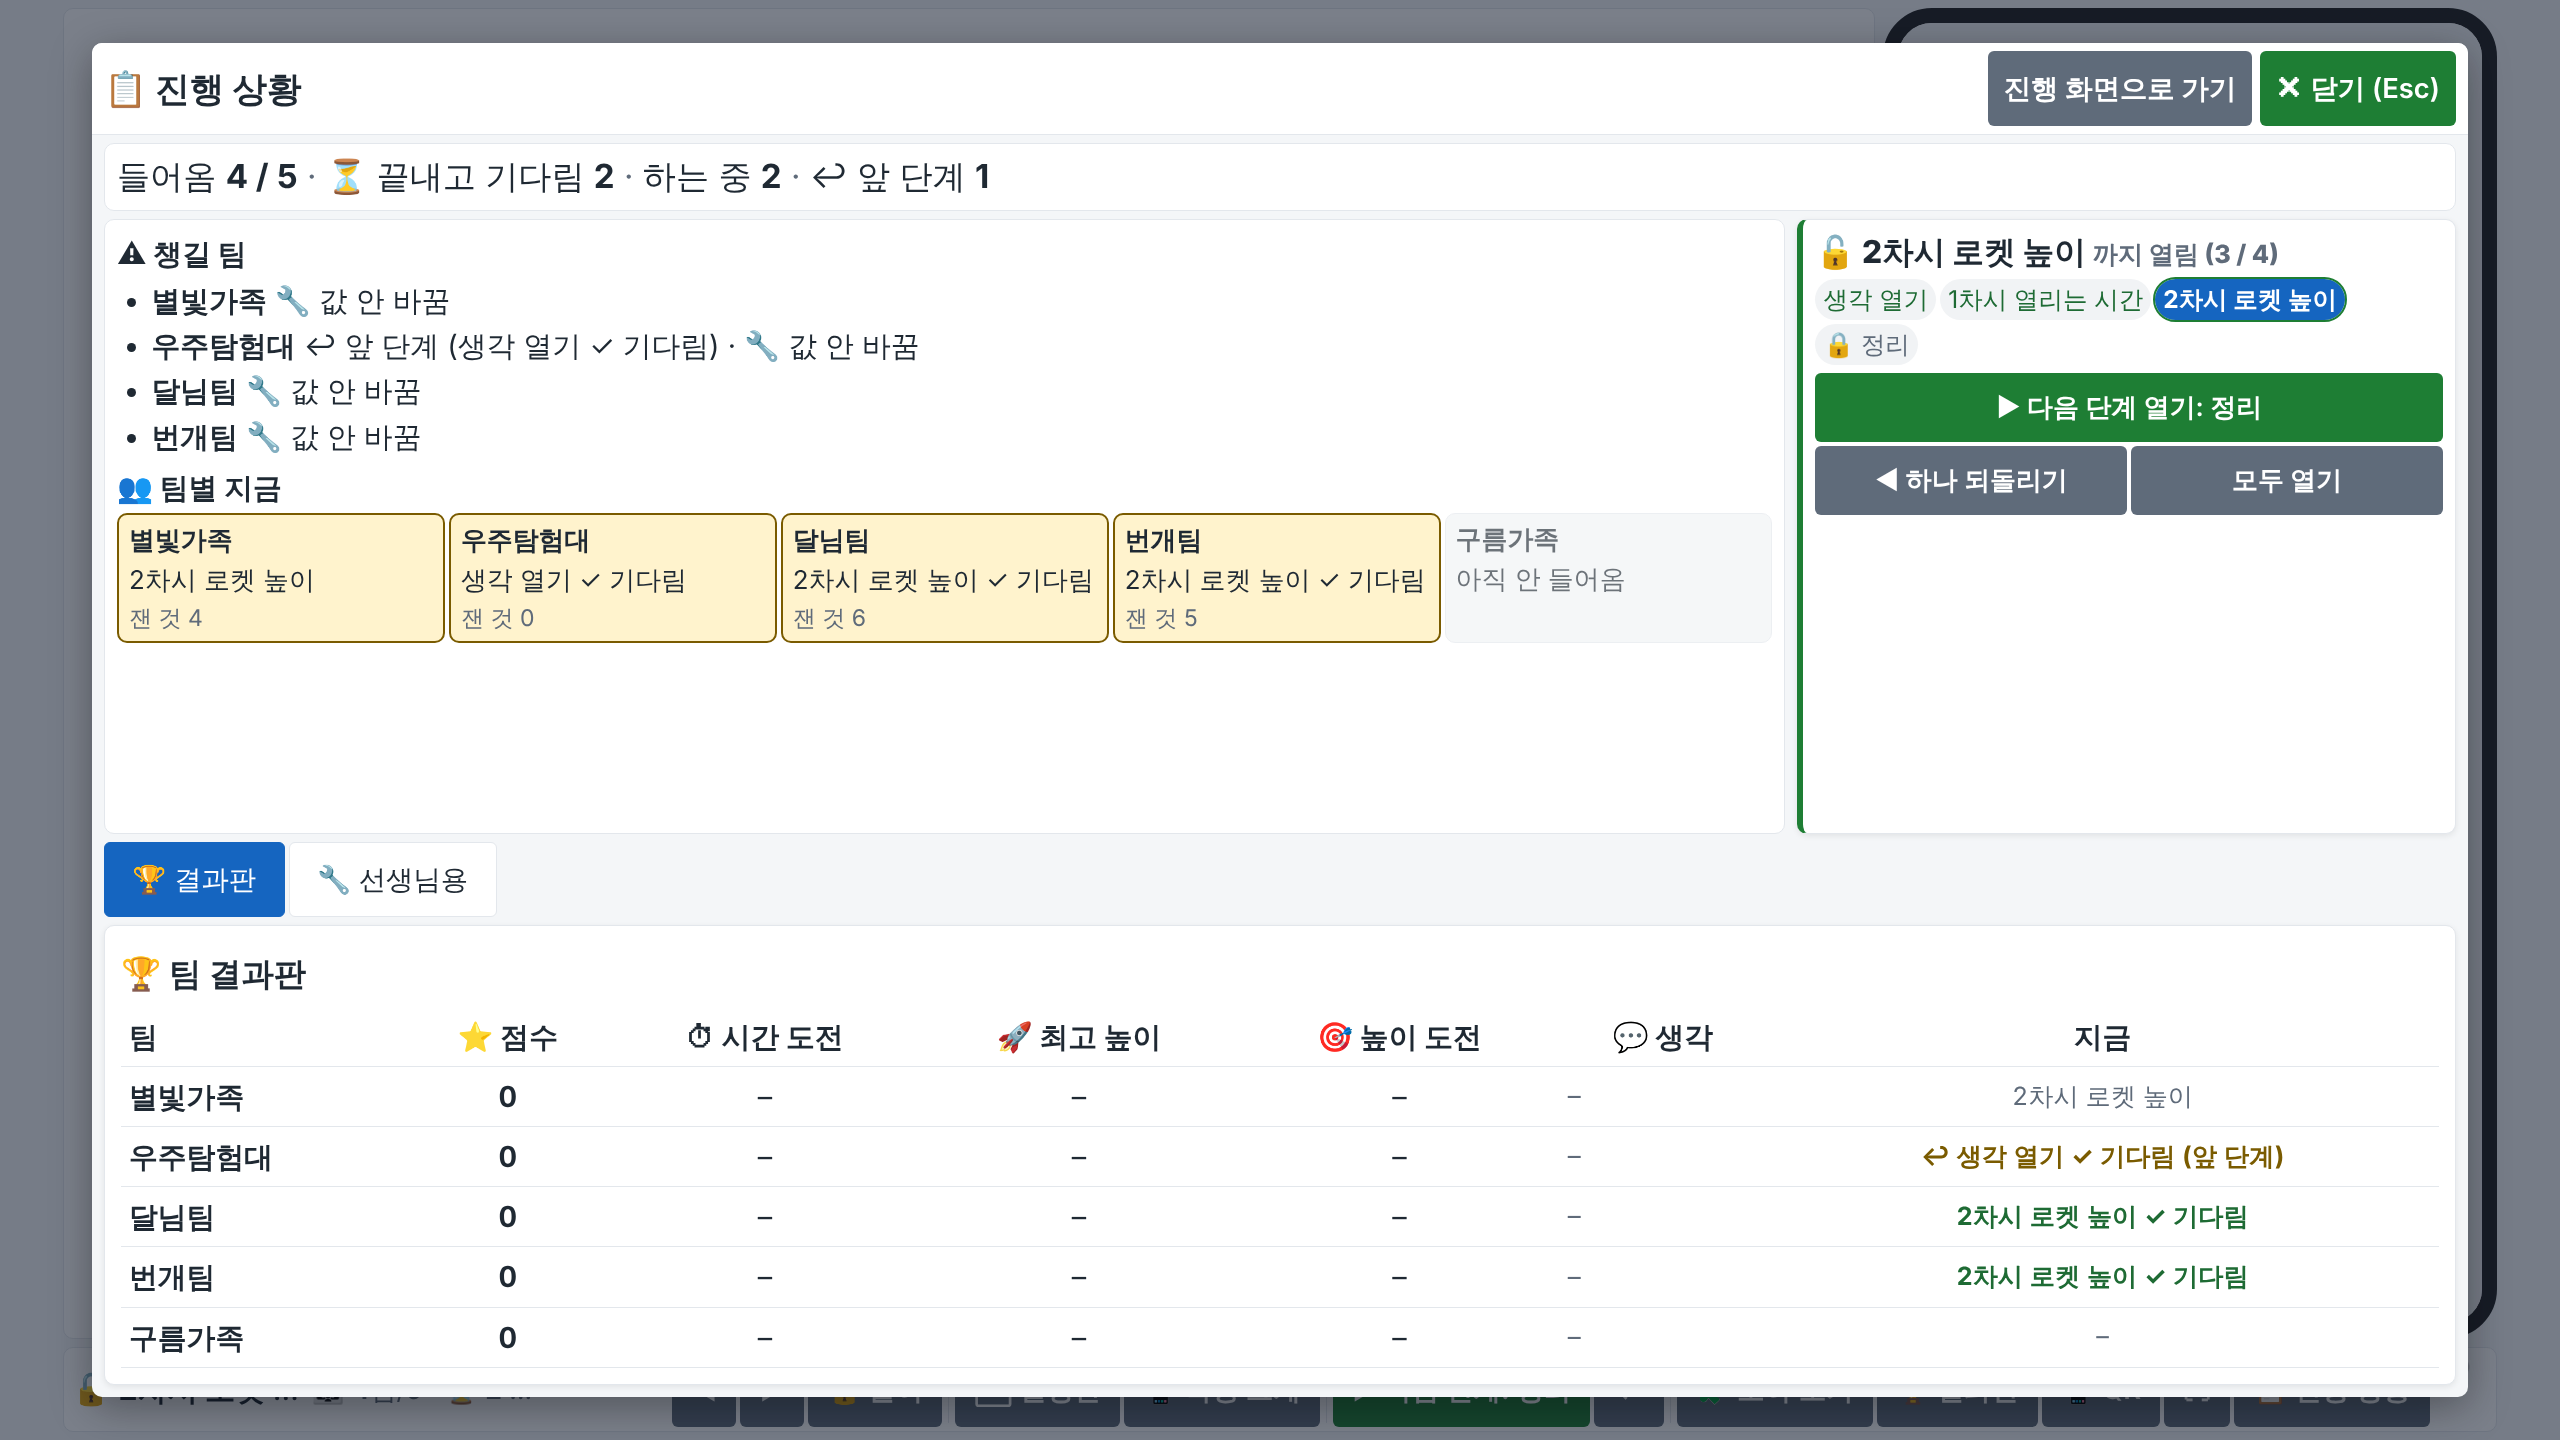 📋 진행 상황
진행 화면으로 가기
✖ 닫기 (Esc)
들어옴 4 / 5 · ⏳ 끝내고 기다림 2 · 하는 중 2 · ↩ 앞 단계 1
⚠ 챙길 팀
• 별빛가족 🔧 값 안 바꿈
• 우주탐험대 ↩ 앞 단계 (생각 열기 ✓ 기다림) · 🔧 값 안 바꿈
• 달님팀 🔧 값 안 바꿈
• 번개팀 🔧 값 안 바꿈
👥 팀별 지금
별빛가족
2차시 로켓 높이
잰 것 4
우주탐험대
생각 열기 ✓ 기다림
잰 것 0
달님팀
2차시 로켓 높이 ✓ 기다림
잰 것 6
번개팀
2차시 로켓 높이 ✓ 기다림
잰 것 5
구름가족
아직 안 들어옴
🔓 2차시 로켓 높이 까지 열림 (3 / 4)
생각 열기 1차시 열리는 시간 2차시 로켓 높이
🔒 정리
▶ 다음 단계 열기: 정리
◀ 하나 되돌리기
모두 열기
🏆 결과판
🔧 선생님용
🏆 팀 결과판
팀 ⭐ 점수 ⏱ 시간 도전 🚀 최고 높이 🎯 높이 도전 💬 생각 지금
별빛가족 0 – – – – 2차시 로켓 높이
우주탐험대 0 – – – – ↩ 생각 열기 ✓ 기다림 (앞 단계)
달님팀 0 – – – – 2차시 로켓 높이 ✓ 기다림
번개팀 0 – – – – 2차시 로켓 높이 ✓ 기다림
구름가족 0 – – – – –